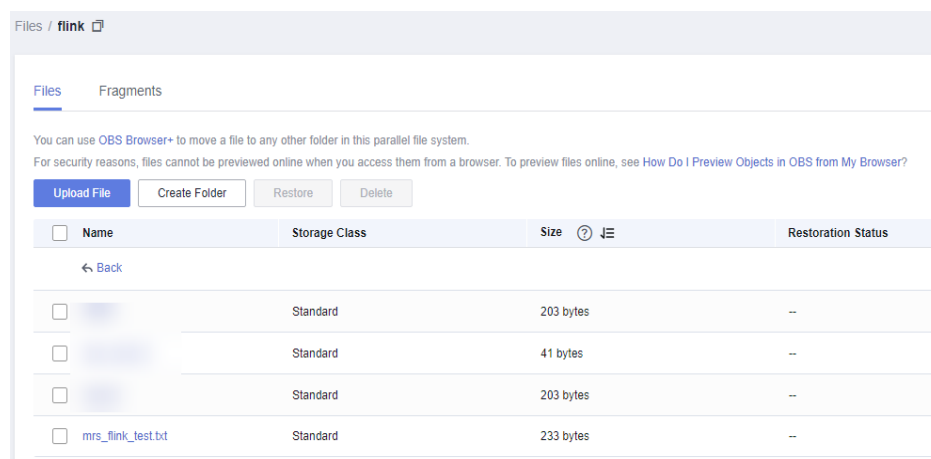 Files / flink
Files Fragments
You can use OBS Browser+ to move a file to any other folder in this parallel file system.
For security reasons, files cannot be previewed online when you access them from a browser. To preview files online, see How Do I Preview Objects in OBS from My Browser?
Upload File Create Folder Restore Delete
Name Storage Class Size ? Restoration Status
Back
Standard 203 bytes --
Standard 41 bytes --
Standard 203 bytes --
mrs_flink_test.txt Standard 233 bytes --